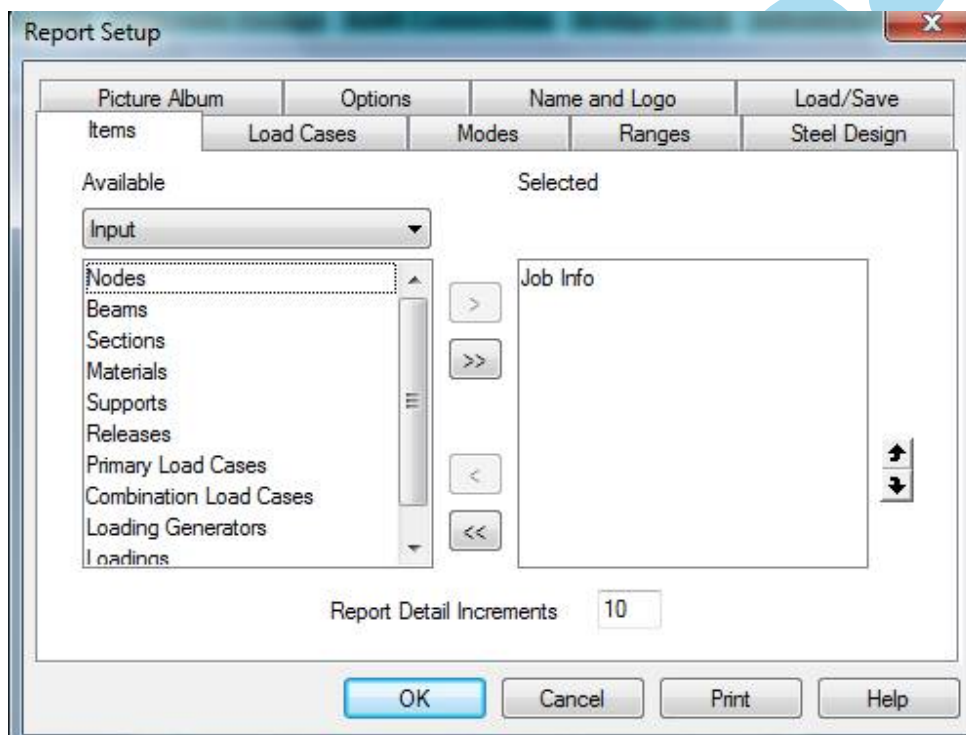 Report Setup
Picture Album Options Name and Logo Load/Save
Items Load Cases Modes Ranges Steel Design
Available Selected
Input
Nodes
Beams
Sections
Materials
Supports
Releases
Primary Load Cases
Combination Load Cases
Loading Generators
Loadings
Job Info
>
>>
<
<<
Report Detail Increments 10
OK Cancel Print Help